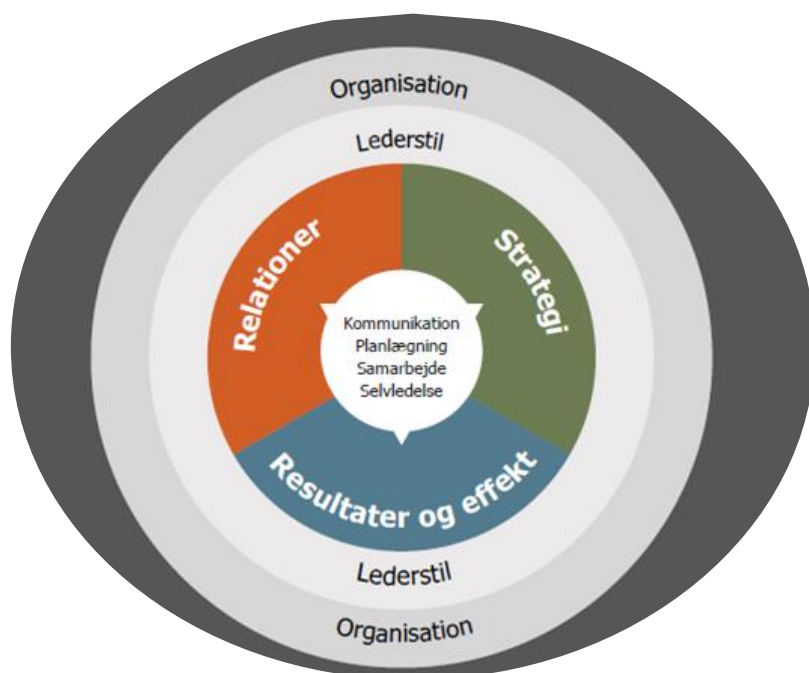 Organisation
Lederstil
Relationer
Strategi
Kommunikation
Planlægning
Samarbejde
Selvledelse
Resultater og effekt
Lederstil
Organisation